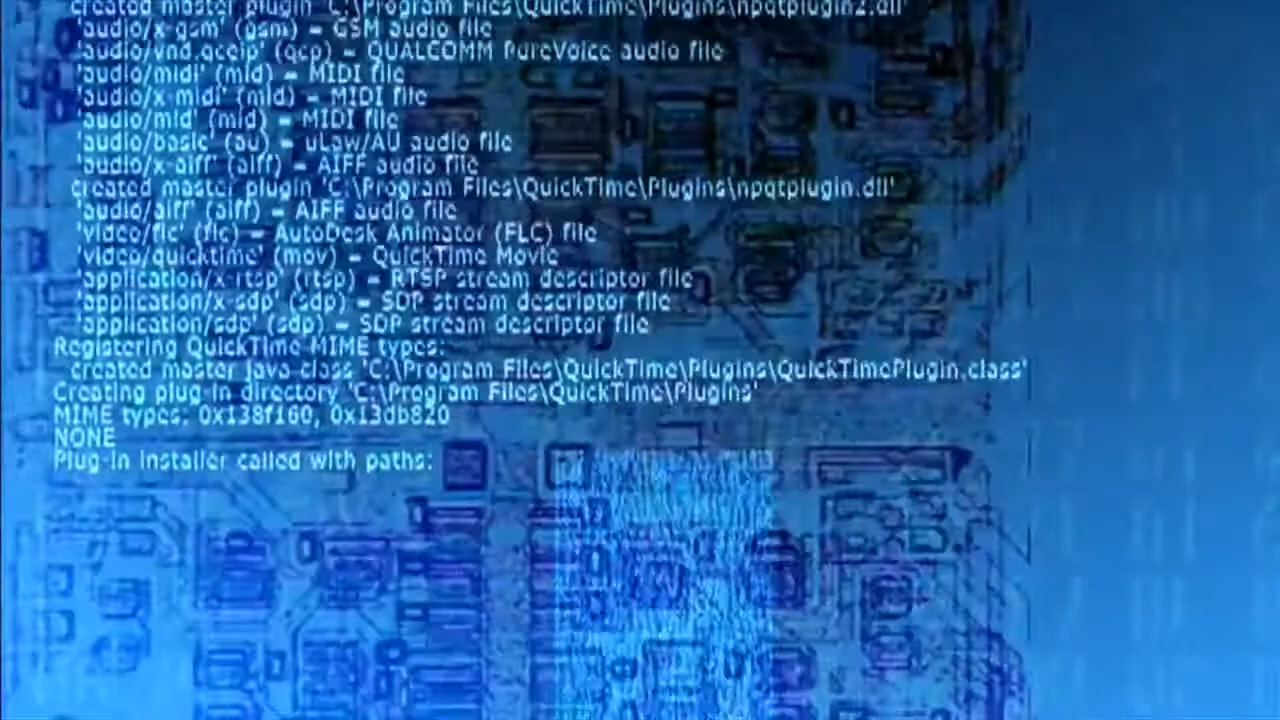 created master plugin 'C:\Program Files\QuickTime\Plugins\npqtplugin2.dll'
'audio/x-gsm' (gsm) = GSM audio file
'audio/vnd.qcelp' (qcp) = QUALCOMM PureVoice audio file
'audio/midi' (mid) = MIDI file
'audio/x-midi' (mid) = MIDI file
'audio/mid' (mid) = MIDI file
'audio/basic' (au) = uLaw/AU audio file
'audio/x-aiff' (aiff) = AIFF audio file
created master plugin 'C:\Program Files\QuickTime\Plugins\npqtplugin.dll'
'audio/aiff' (aiff) = AIFF audio file
'video/flc' (flc) = AutoDesk Animator (FLC) file
'video/quicktime' (mov) = QuickTime Movie
'application/x-rtsp' (rtsp) = RTSP stream descriptor file
'application/x-sdp' (sdp) = SDP stream descriptor file
'application/sdp' (sdp) = SDP stream descriptor file
Registering QuickTime MIME types:
created master java class 'C:\Program Files\QuickTime\Plugins\QuickTimePlugin.class'
Creating plug-in directory 'C:\Program Files\QuickTime\Plugins'
MIME types: 0x138f160, 0x13db820
NONE
Plug-in installer called with paths: